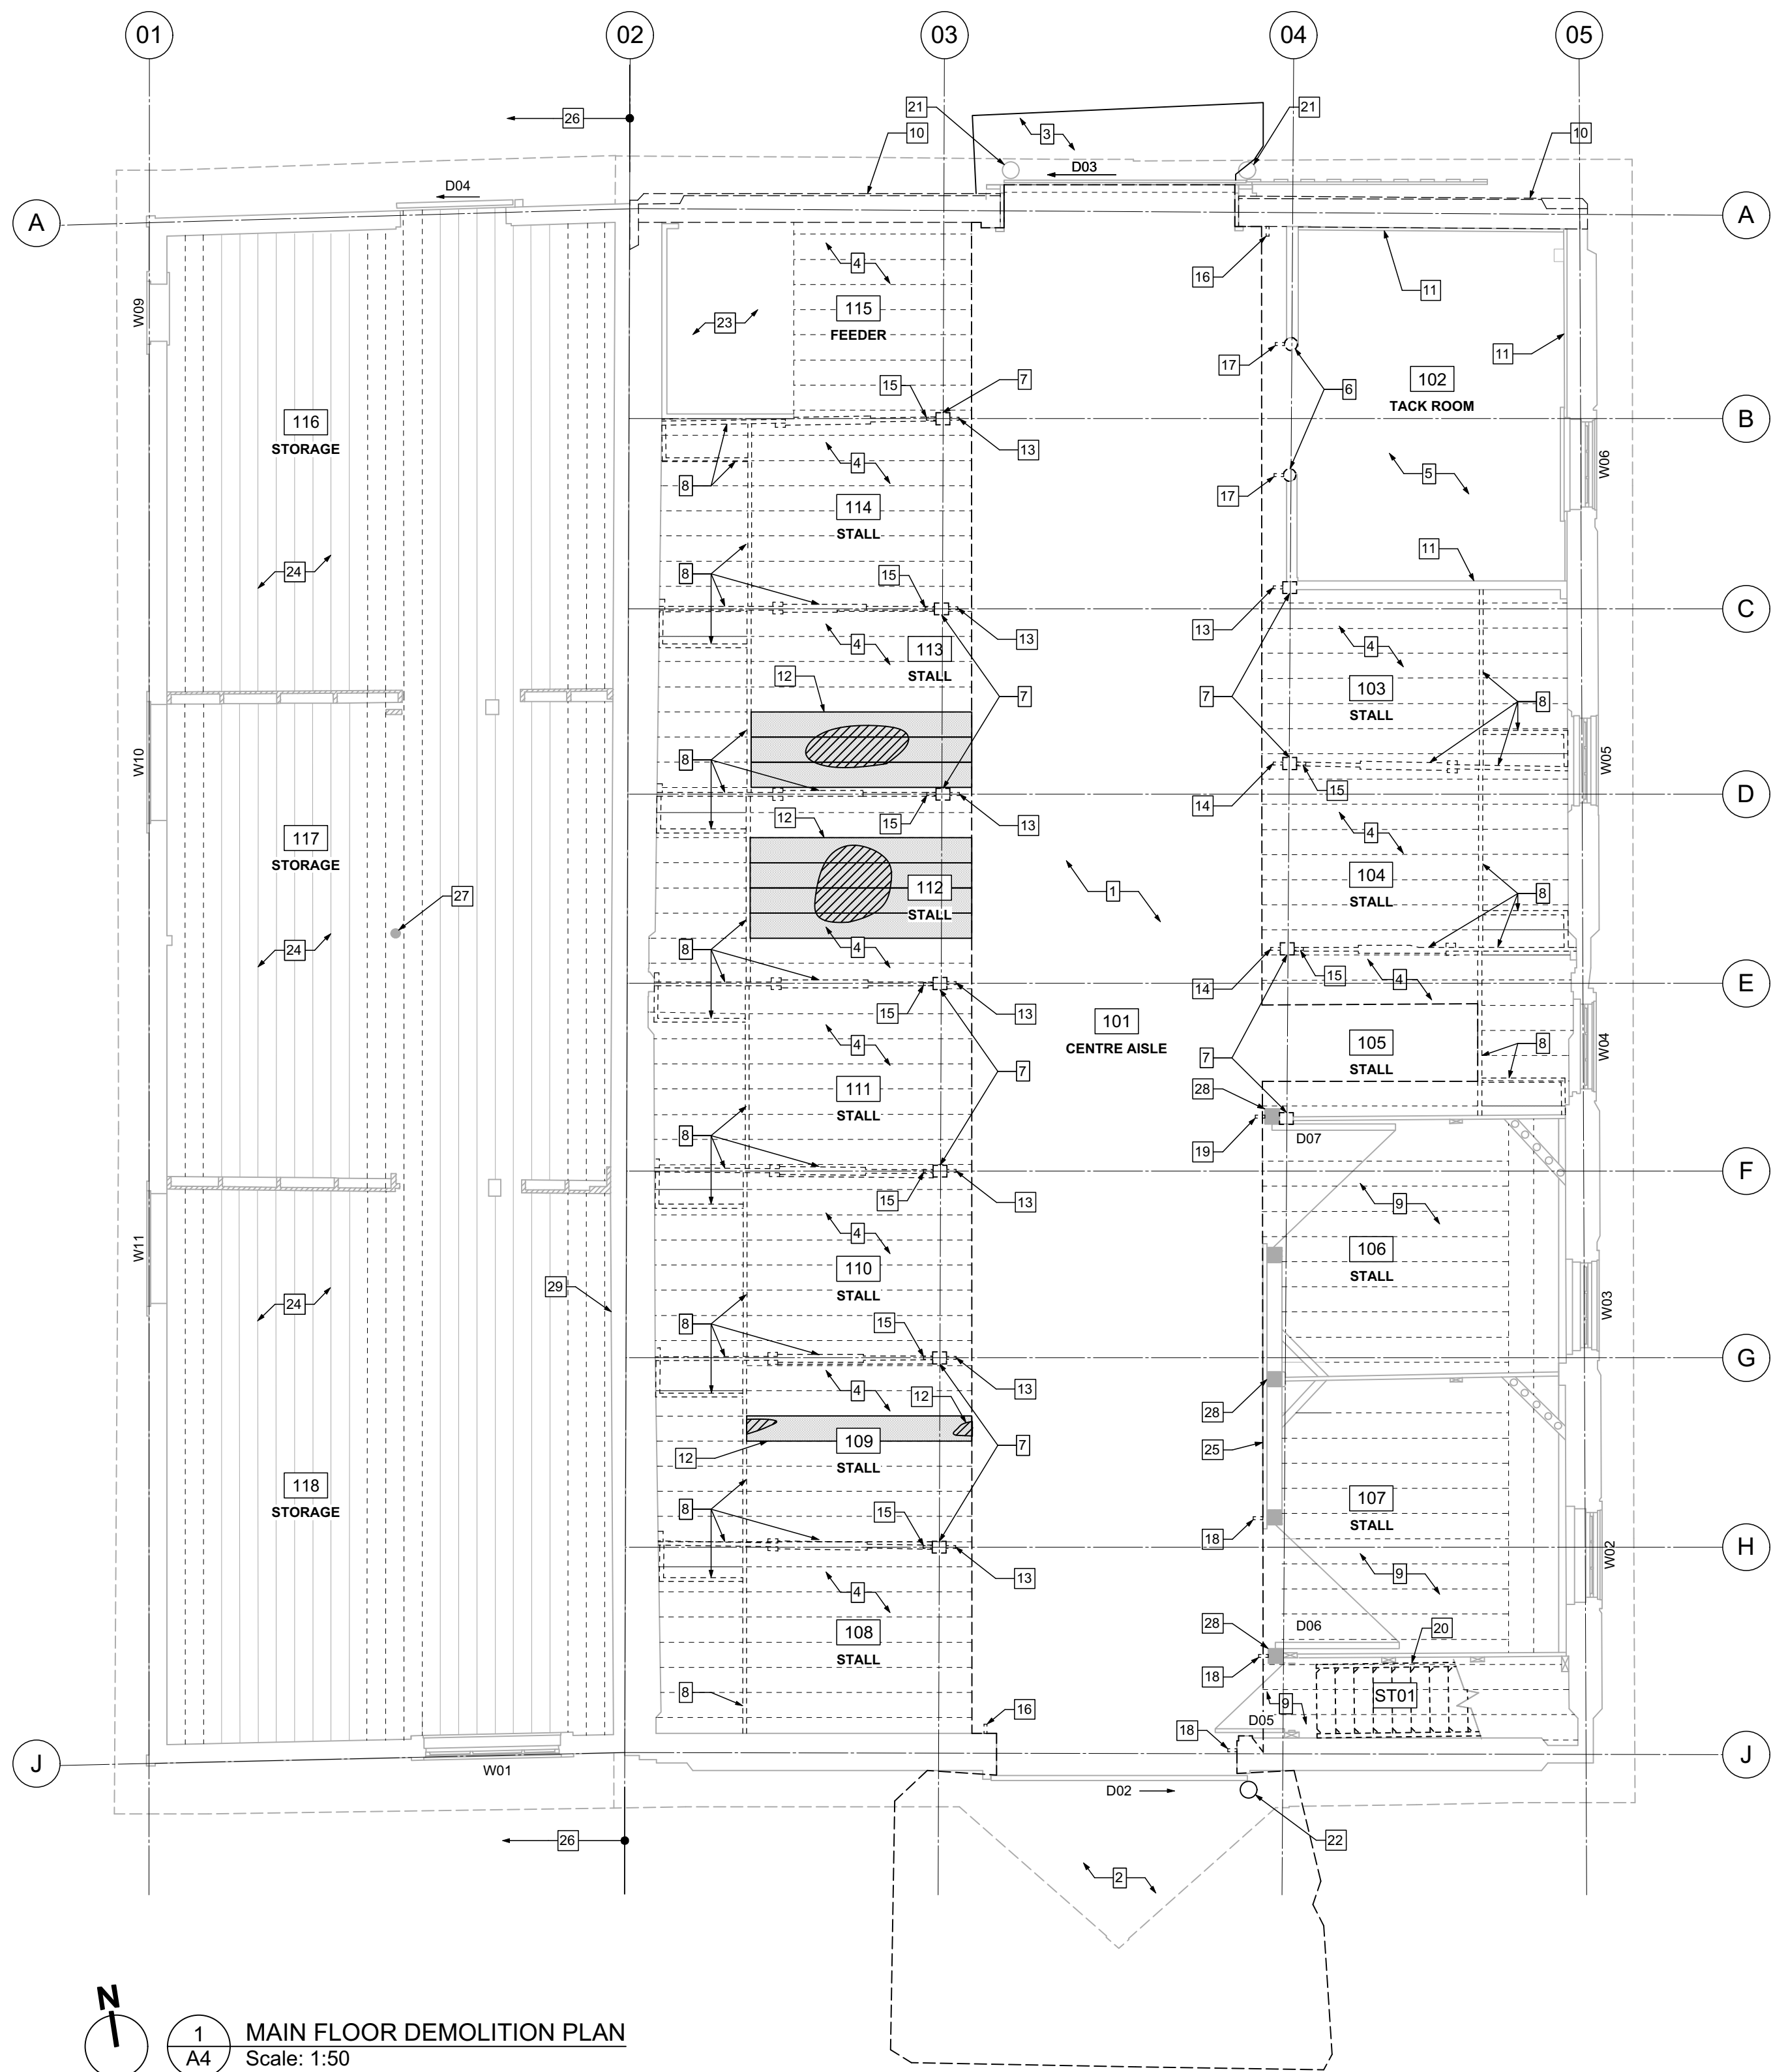 01 02 03 04 05
26 21 3 21
10 10
D04 D03
A A
4 16 11
W09 115 23 FEEDER
17 11
15 7 6 102
TACK ROOM
116 B B
STORAGE 4 13
8 17 5 W06
114
STALL
11
24 8 15
13 C
4 113 13 4
STALL
12 7 7 103
STALL 8
W10 8 W05
14 15
15 13 D
117 12 4
STORAGE
112 1 104
STALL STALL 8
27
24 8 4
14 15 4
E
15 13 101
CENTRE AISLE
4 105
STALL 8 W04
7 7
111 28
STALL
8 19 D07
F
15 13
4 9
W11 110 106
STALL STALL
29 W03
24 8 15
G
4 12 13
28
109 7 25
12 STALL
118
STORAGE
8 15 107
STALL
18 H
13 W02
4 9
108 28 D06 20
STALL
18
8 16 9 ST01
D05
18
J J
W01 D02
26 22
2
N
1
A4
MAIN FLOOR DEMOLITION PLAN
Scale: 1:50